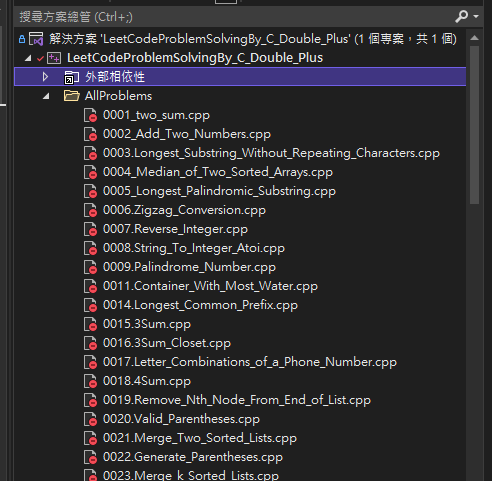 搜尋方案總管 (Ctrl+;)
解決方案 'LeetCodeProblemSolvingBy_C_Double_Plus' (1 個專案，共 1 個)
LeetCodeProblemSolvingBy_C_Double_Plus
外部相依性
AllProblems
0001_two_sum.cpp
0002_Add_Two_Numbers.cpp
0003.Longest_Substring_Without_Repeating_Characters.cpp
0004_Median_of_Two_Sorted_Arrays.cpp
0005_Longest_Palindromic_Substring.cpp
0006.Zigzag_Conversion.cpp
0007.Reverse_Integer.cpp
0008.String_To_Integer_Atoi.cpp
0009.Palindrome_Number.cpp
0011.Container_With_Most_Water.cpp
0014.Longest_Common_Prefix.cpp
0015.3Sum.cpp
0016.3Sum_Closet.cpp
0017.Letter_Combinations_of_a_Phone_Number.cpp
0018.4Sum.cpp
0019.Remove_Nth_Node_From_End_of_List.cpp
0020.Valid_Parentheses.cpp
0021.Merge_Two_Sorted_Lists.cpp
0022.Generate_Parentheses.cpp
0023.Merge_k_Sorted_Lists.cpp